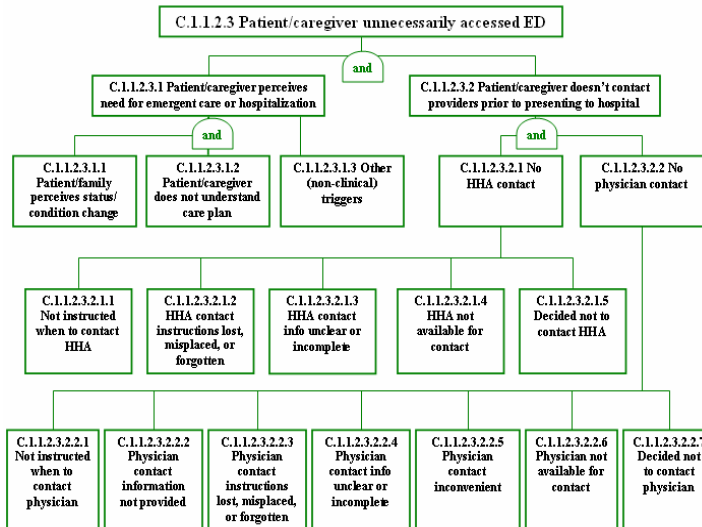 C.1.1.2.3 Patient/caregiver unnecessarily accessed ED
and
C.1.1.2.3.1 Patient/caregiver perceives
need for emergent care or hospitalization
C.1.1.2.3.2 Patient/caregiver doesn't contact
providers prior to presenting to hospital
and
and
C.1.1.2.3.1.1
Patient/family
perceives status/
condition change
C.1.1.2.3.1.2
Patient/caregiver
does not understand
care plan
C.1.1.2.3.1.3 Other
(non-clinical)
triggers
C.1.1.2.3.2.1 No
HHA contact
C.1.1.2.3.2.2 No
physician contact
C.1.1.2.3.2.1.1
Not instructed
when to contact
HHA
C.1.1.2.3.2.1.2
HHA contact
instructions lost,
misplaced, or
forgotten
C.1.1.2.3.2.1.3
HHA contact
info unclear or
incomplete
C.1.1.2.3.2.1.4
HHA not
available for
contact
C.1.1.2.3.2.1.5
Decided not to
contact HHA
C.1.1.2.3.2.2.1
Not instructed
when to
contact
physician
C.1.1.2.3.2.2.2
Physician
contact
information
not provided
C.1.1.2.3.2.2.3
Physician
contact
instructions
lost, misplaced,
or forgotten
C.1.1.2.3.2.2.4
Physician
contact info
unclear or
incomplete
C.1.1.2.3.2.2.5
Physician
contact
inconvenient
C.1.1.2.3.2.2.6
Physician not
available for
contact
C.1.1.2.3.2.2.7
Decided not
to contact
physician